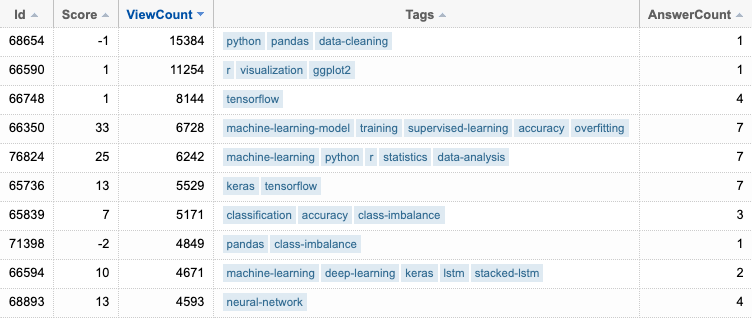 Id Score ViewCount Tags AnswerCount
68654 -1 15384 python pandas data-cleaning 1
66590 1 11254 r visualization ggplot2 1
66748 1 8144 tensorflow 4
66350 33 6728 machine-learning-model training supervised-learning accuracy overfitting 7
76824 25 6242 machine-learning python r statistics data-analysis 7
65736 13 5529 keras tensorflow 7
65839 7 5171 classification accuracy class-imbalance 3
71398 -2 4849 pandas class-imbalance 1
66594 10 4671 machine-learning deep-learning keras lstm stacked-lstm 2
68893 13 4593 neural-network 4